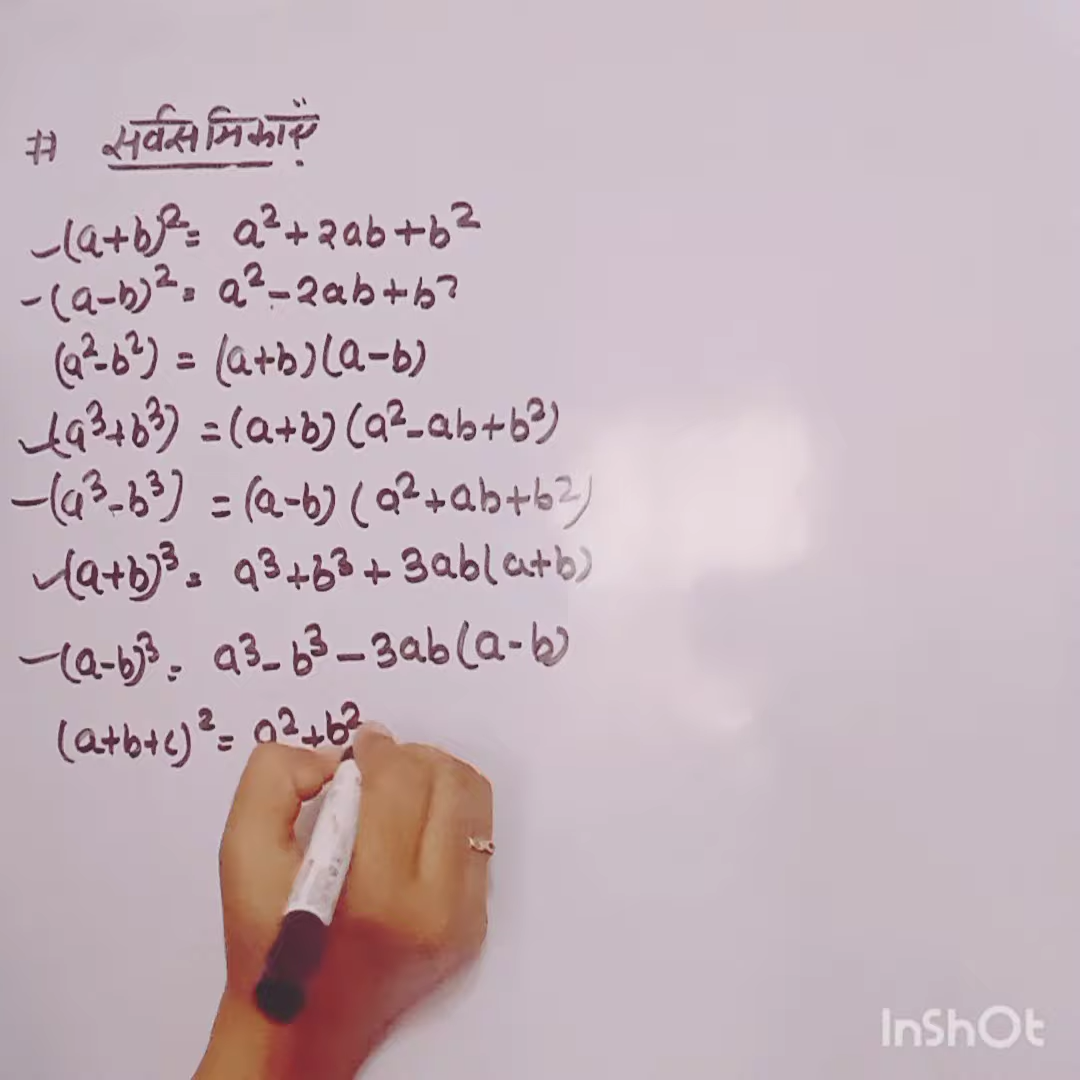 # सर्वसमिकाएँ
-(a+b)²= a²+2ab+b²
-(a-b)²= a²-2ab+b²
(a²-b²) = (a+b)(a-b)
-(a³+b³) =(a+b)(a²-ab+b²)
-(a³-b³) =(a-b)(a²+ab+b²)
-(a+b)³= a³+b³+3ab(a+b)
-(a-b)³= a³-b³-3ab(a-b)
(a+b+c)²= a²+b²
InShOt